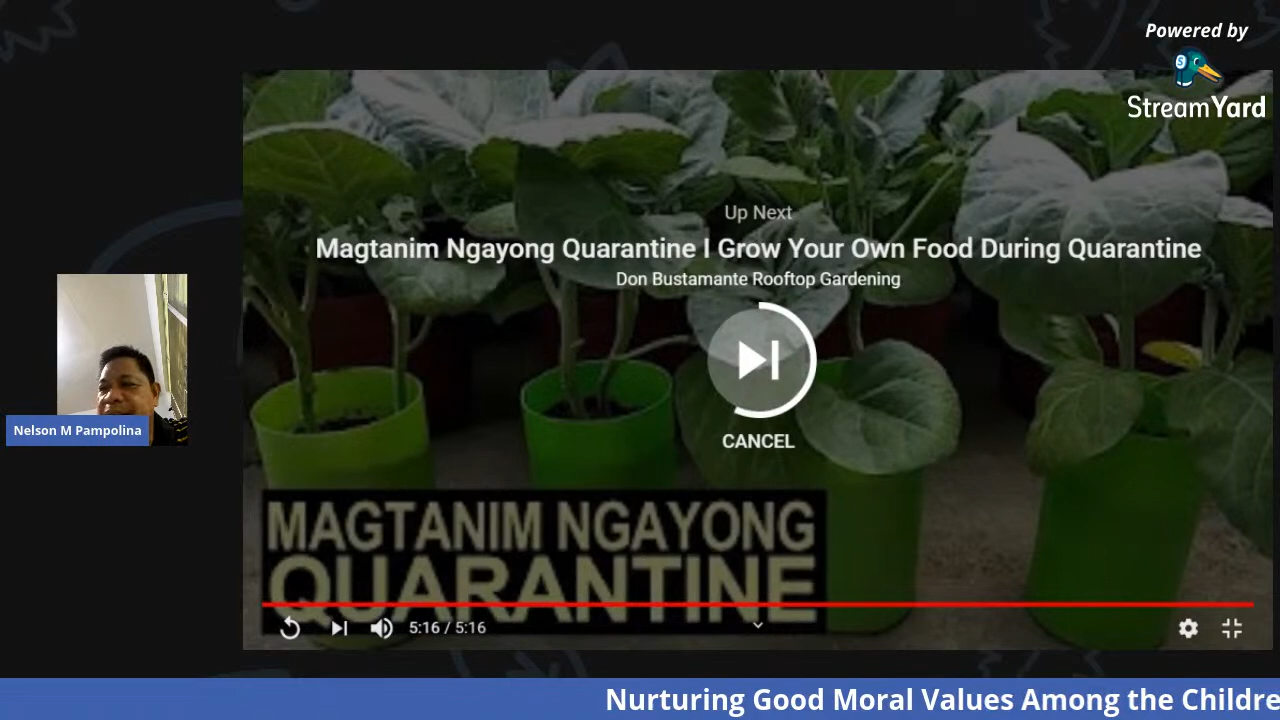 Powered by
StreamYard
Up Next
Magtanim Ngayong Quarantine I Grow Your Own Food During Quarantine
Don Bustamante Rooftop Gardening
CANCEL
Nelson M Pampolina
MAGTANIM NGAYONG
QUARANTINE
5:16 / 5:16
Nurturing Good Moral Values Among the Childre